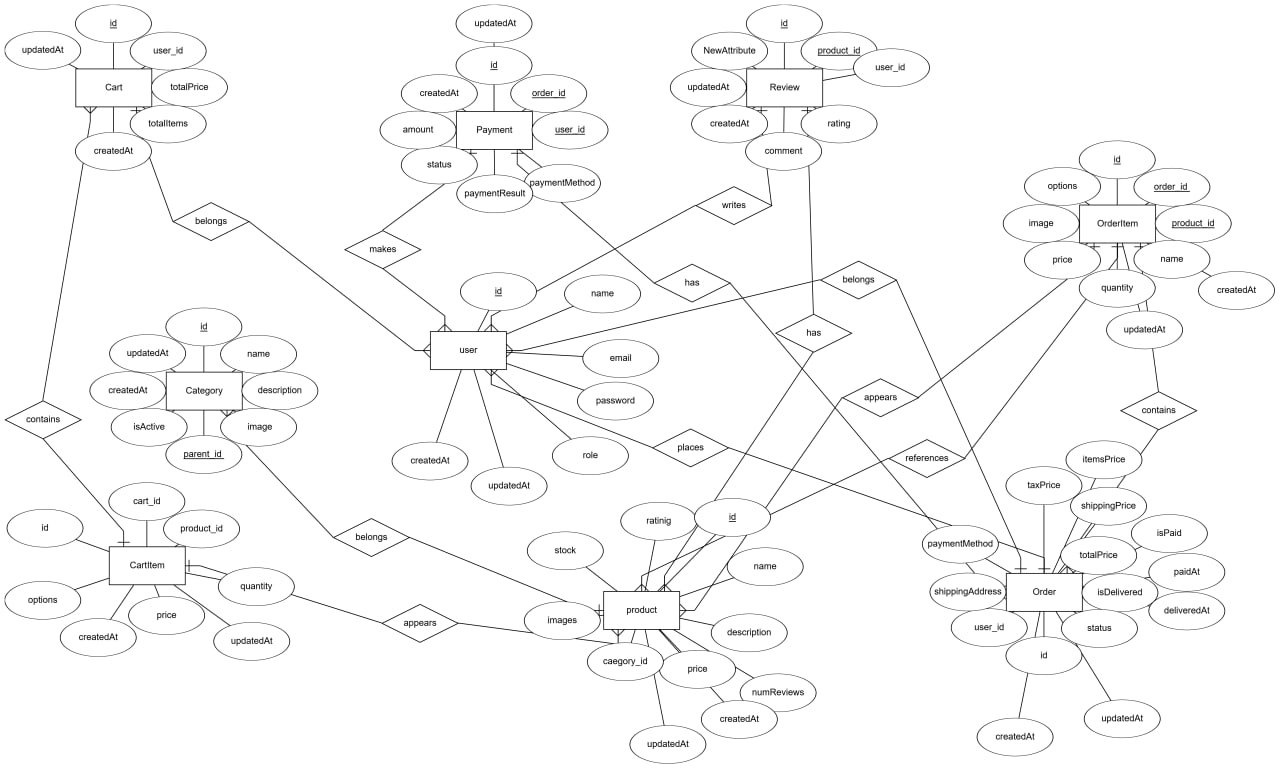 id
updatedAt
user_id
Cart
totalPrice
totalItems
createdAt
updatedAt
id
createdAt
order_id
amount
Payment
user_id
status
paymentResult
paymentMethod
id
NewAttribute
product_id
user_id
updatedAt
Review
createdAt
rating
comment
id
options
order_id
image
OrderItem
product_id
price
name
quantity
createdAt
updatedAt
belongs
makes
writes
has
belongs
has
id
name
user
email
password
createdAt
updatedAt
role
id
updatedAt
name
createdAt
Category
description
isActive
image
parent_id
contains
appears
contains
places
references
belongs
cart_id
id
product_id
CartItem
quantity
options
price
createdAt
updatedAt
appears
ratinig
id
stock
name
images
product
description
caegory_id
price
numReviews
createdAt
updatedAt
itemsPrice
taxPrice
shippingPrice
isPaid
paymentMethod
totalPrice
paidAt
shippingAddress
Order
isDelivered
deliveredAt
user_id
status
id
createdAt
updatedAt